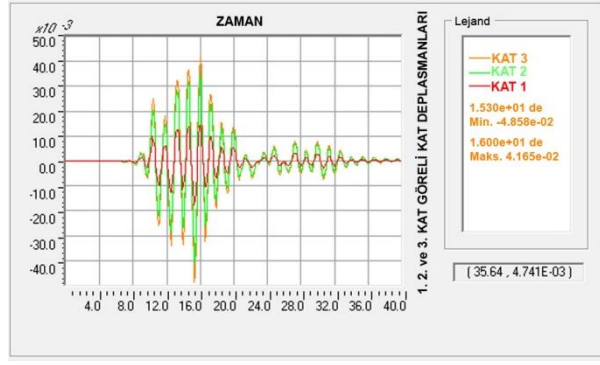 x10 -3
ZAMAN
50.0
40.0
30.0
20.0
10.0
0.0
-10.0
-20.0
-30.0
-40.0
4.0 8.0 12.0 16.0 20.0 24.0 28.0 32.0 36.0 40.0
1. 2. ve 3. KAT GÖRELİ KAT DEPLASMANLARI
Lejand
KAT 3
KAT 2
KAT 1
1.530e+01 de
Min. -4.858e-02
1.600e+01 de
Maks. 4.165e-02
( 35.64 , 4.741E-03 )